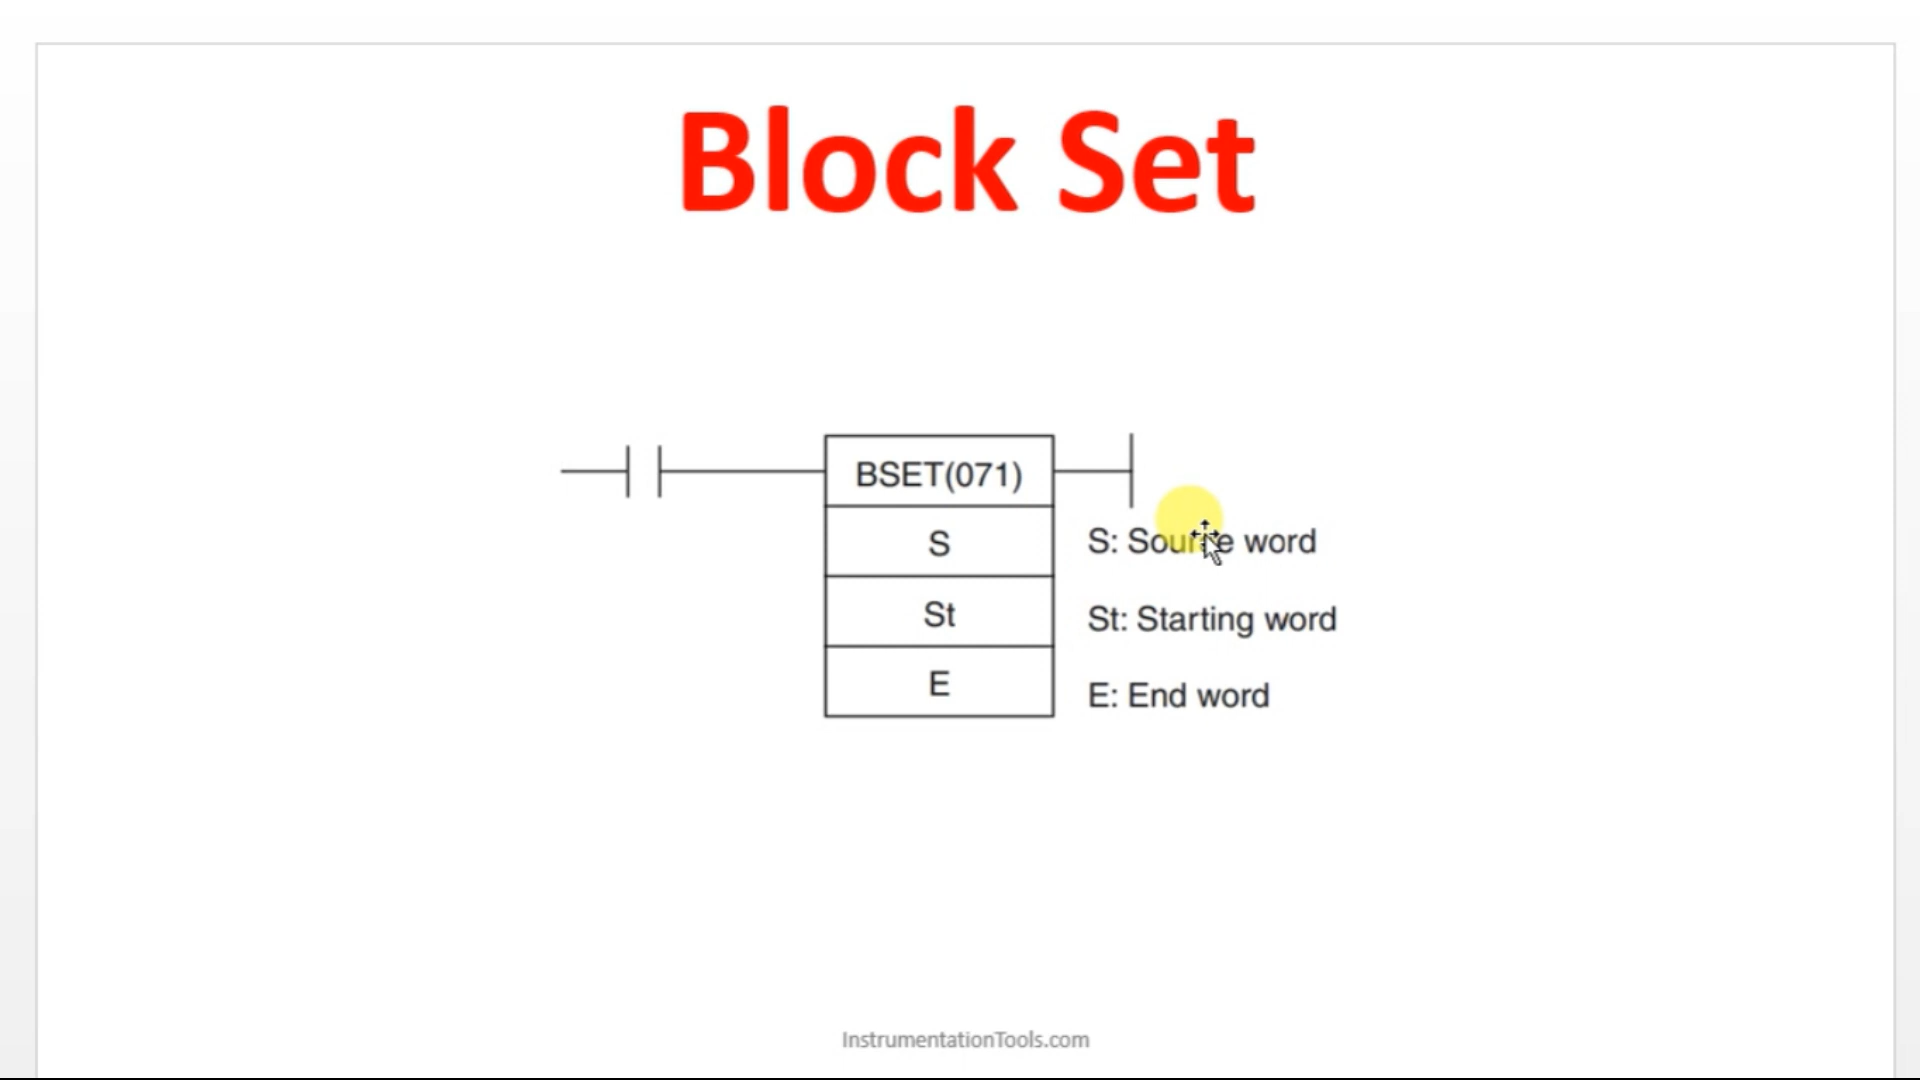 Block Set
BSET(071)
S
St
E
S: Source word
St: Starting word
E: End word
InstrumentationTools.com